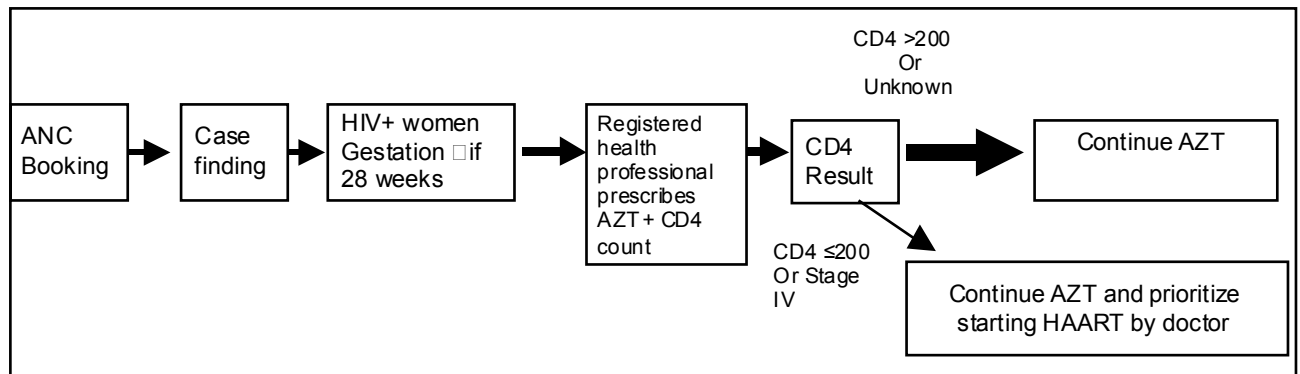 CD4 >200
Or
Unknown
ANC
Booking
Case
finding
HIV+ women
Gestation □if
28 weeks
Registered
health
professional
prescribes
AZT + CD4
count
CD4
Result
Continue AZT
CD4 ≤200
Or Stage
IV
Continue AZT and prioritize
starting HAART by doctor